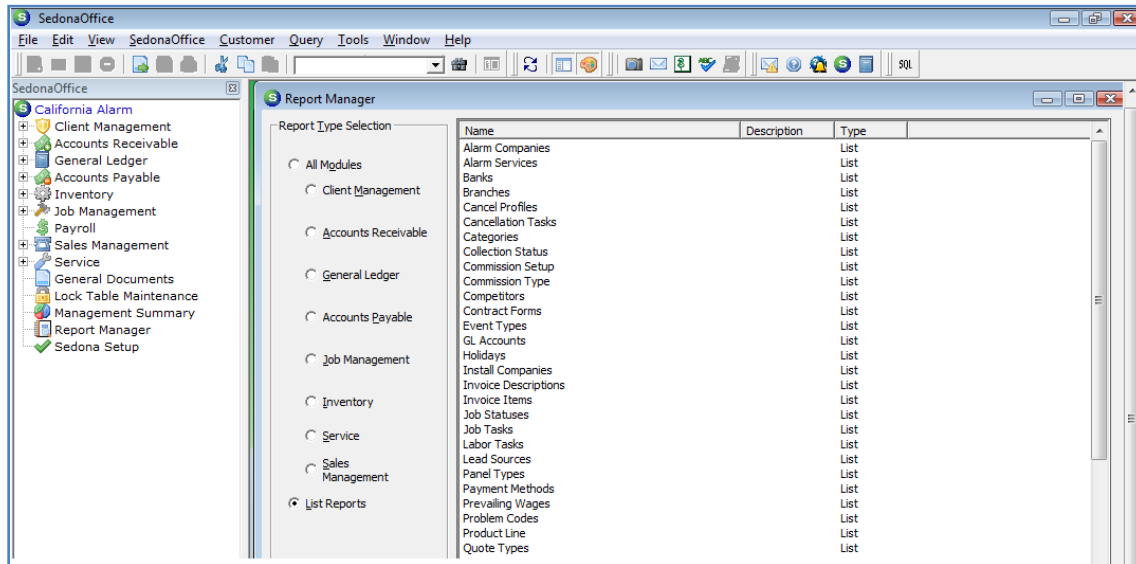 SedonaOffice
File Edit View SedonaOffice Customer Query Tools Window Help
SQL
SedonaOffice
California Alarm
Client Management
Accounts Receivable
General Ledger
Accounts Payable
Inventory
Job Management
Payroll
Sales Management
Service
General Documents
Lock Table Maintenance
Management Summary
Report Manager
Sedona Setup
Report Manager
Report Type Selection
All Modules
Client Management
Accounts Receivable
General Ledger
Accounts Payable
Job Management
Inventory
Service
Sales
Management
List Reports
Name Description Type
Alarm Companies List
Alarm Services List
Banks List
Branches List
Cancel Profiles List
Cancellation Tasks List
Categories List
Collection Status List
Commission Setup List
Commission Type List
Competitors List
Contract Forms List
Event Types List
GL Accounts List
Holidays List
Install Companies List
Invoice Descriptions List
Invoice Items List
Job Statuses List
Job Tasks List
Labor Tasks List
Lead Sources List
Panel Types List
Payment Methods List
Prevailing Wages List
Problem Codes List
Product Line List
Quote Types List